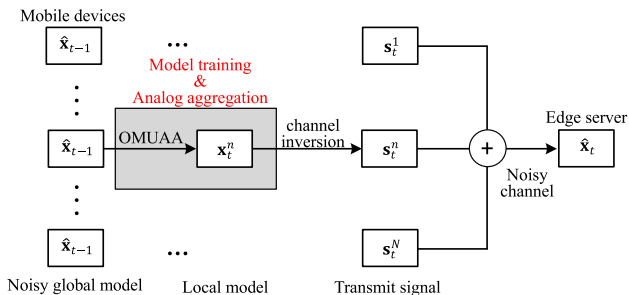 Mobile devices
x̂ₜ₋₁
...
sₜ¹
Model training
&
Analog aggregation
Edge server
x̂ₜ₋₁
OMUAA
xₜⁿ
channel
inversion
sₜⁿ
+
Noisy
channel
x̂ₜ
x̂ₜ₋₁
...
sₜᴺ
Noisy global model
Local model
Transmit signal